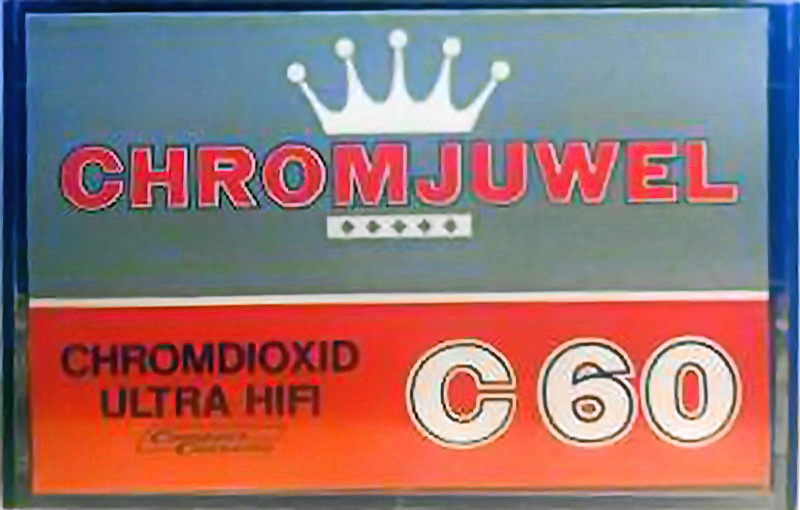 CHROMJUWEL
CHROMDIOXID
ULTRA HIFI
C 60